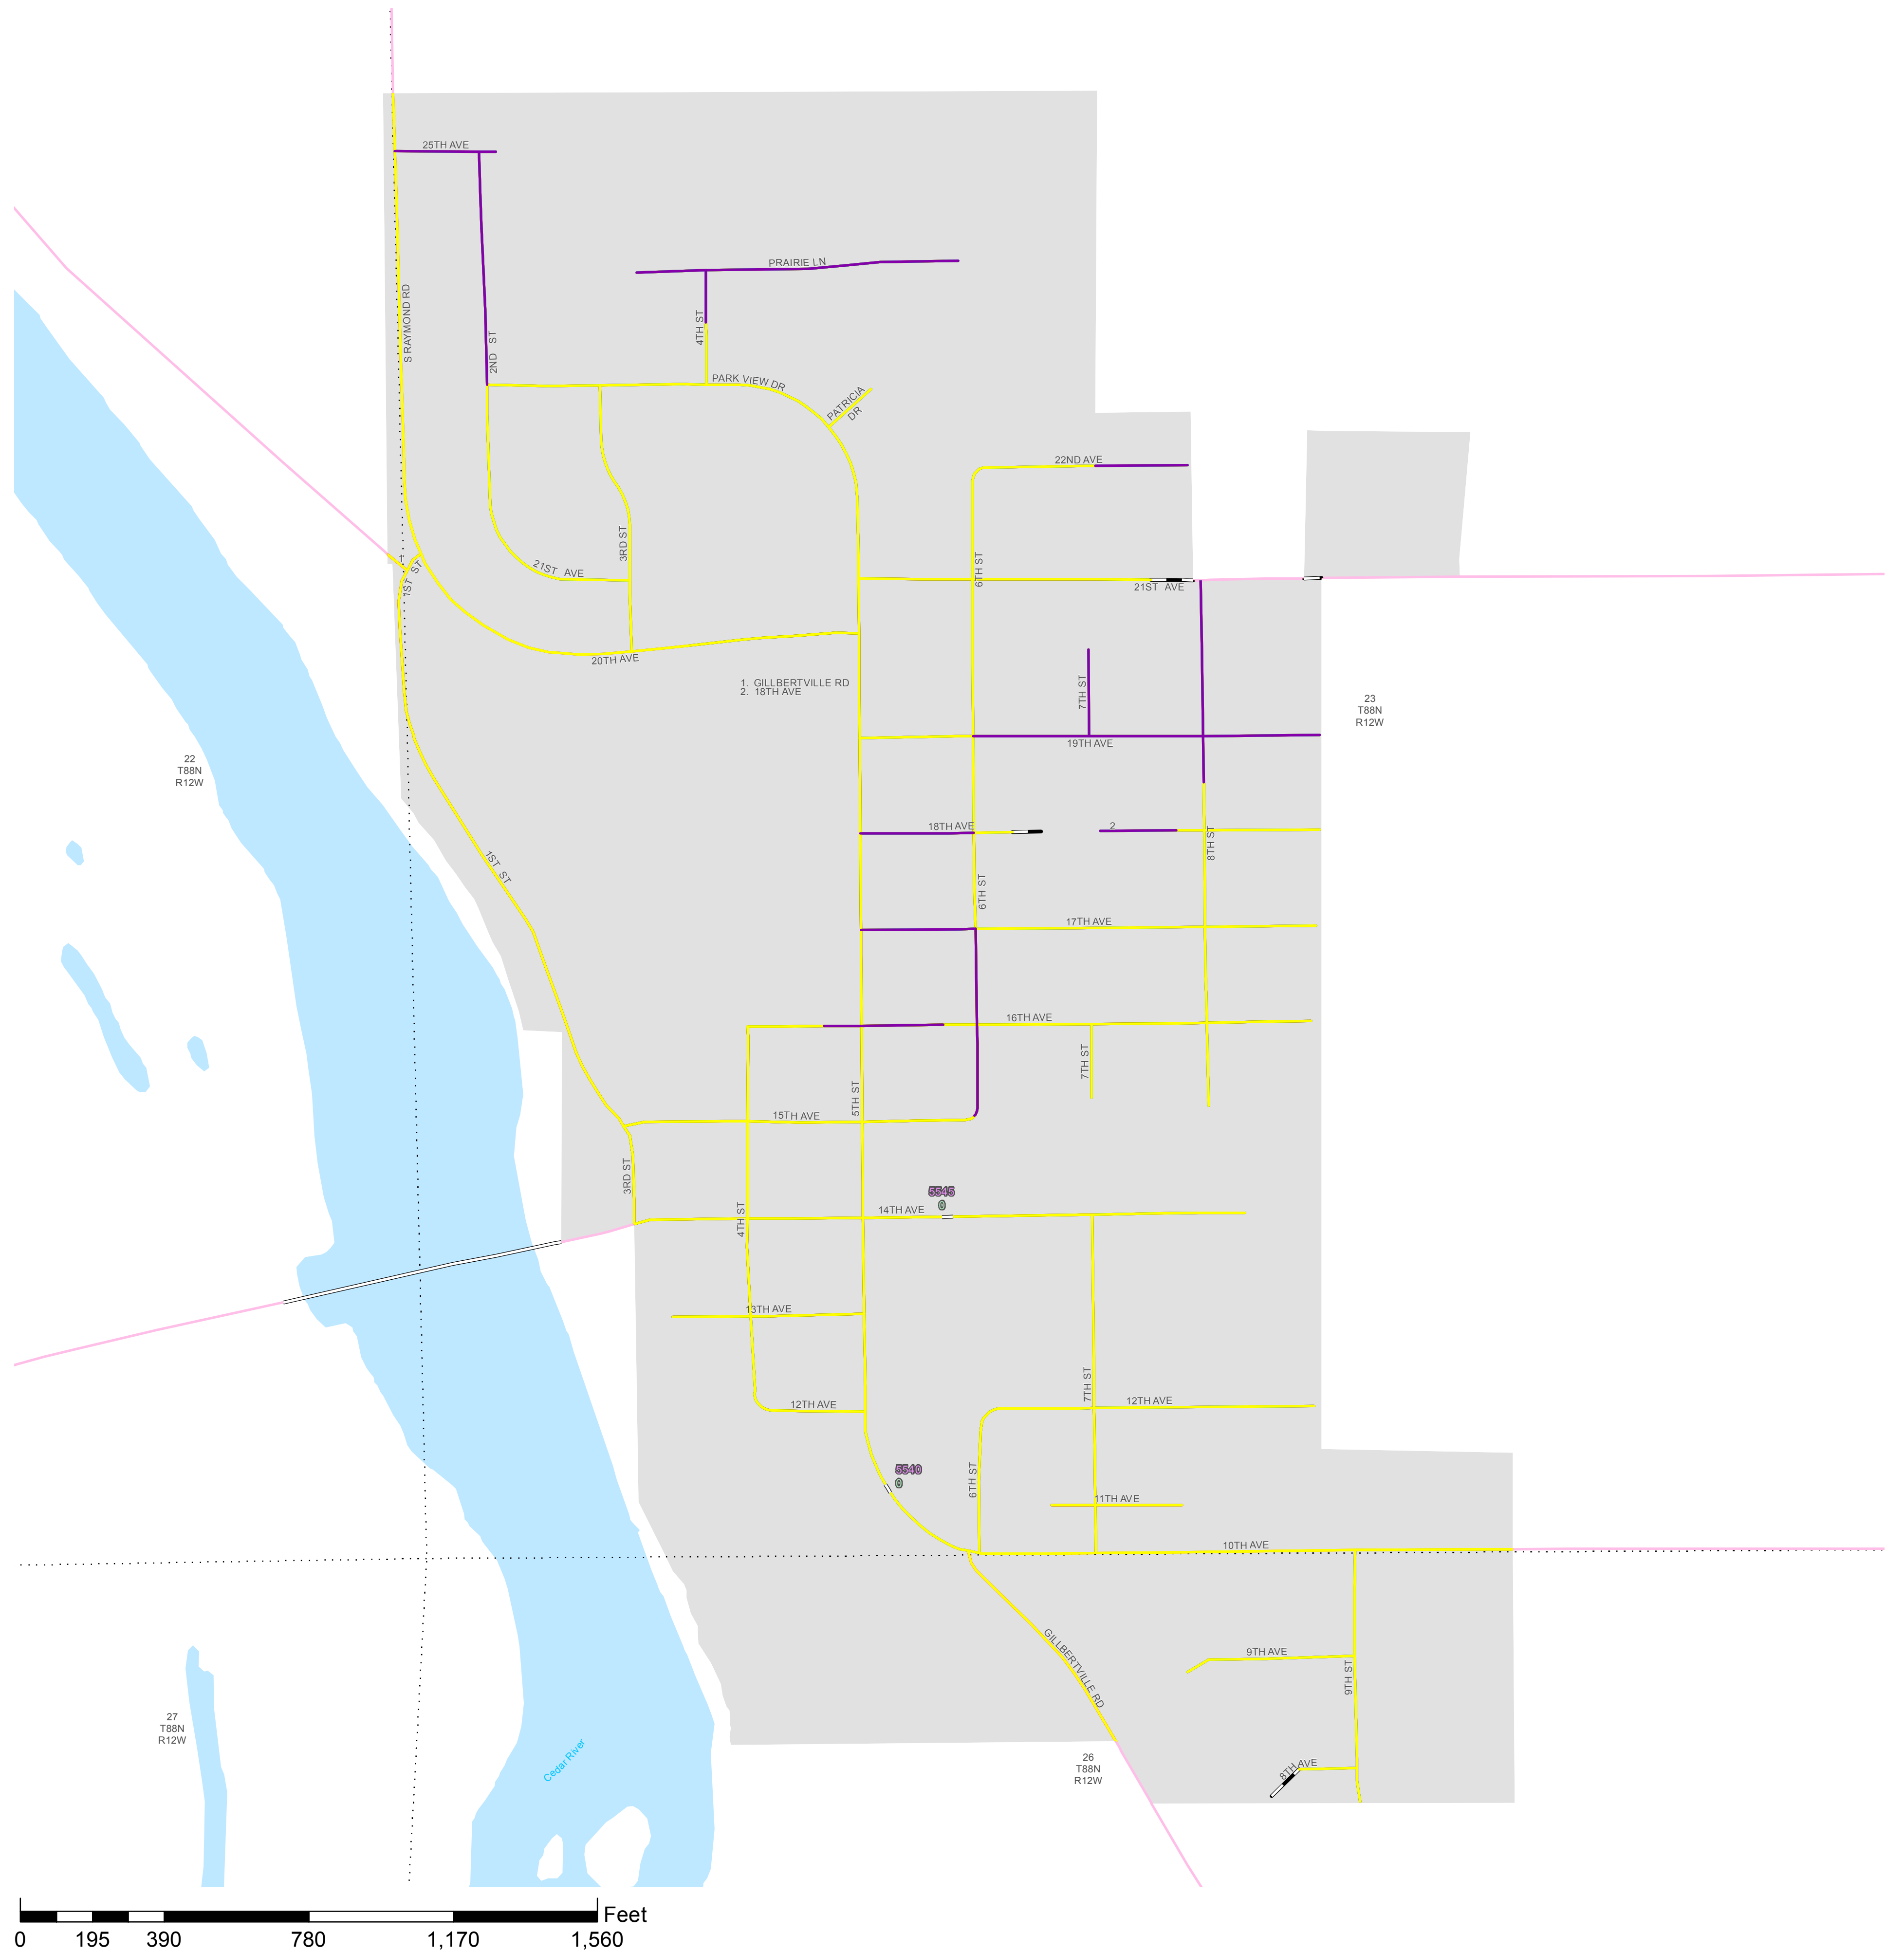 25TH AVE
PRAIRIE LN
S RAYMOND RD
4TH ST
2ND ST
PARK VIEW DR
PATRICIA
DR
22ND AVE
3RD ST
1
1ST ST
21ST AVE
6TH ST
21ST AVE
20TH AVE
1. GILLBERTVILLE RD
2. 18TH AVE
7TH ST
23
T88N
R12W
19TH AVE
22
T88N
R12W
18TH AVE
2
8TH ST
1ST ST
6TH ST
17TH AVE
16TH AVE
7TH ST
5TH ST
15TH AVE
3RD ST
5545
0
14TH AVE
4TH ST
13TH AVE
7TH ST
12TH AVE
12TH AVE
5540
0
6TH ST
11TH AVE
10TH AVE
GILLBERTVILLE RD
9TH AVE
9TH ST
27
T88N
R12W
Cedar River
26
T88N
R12W
8TH AVE
Feet
0 195 390 780 1,170 1,560